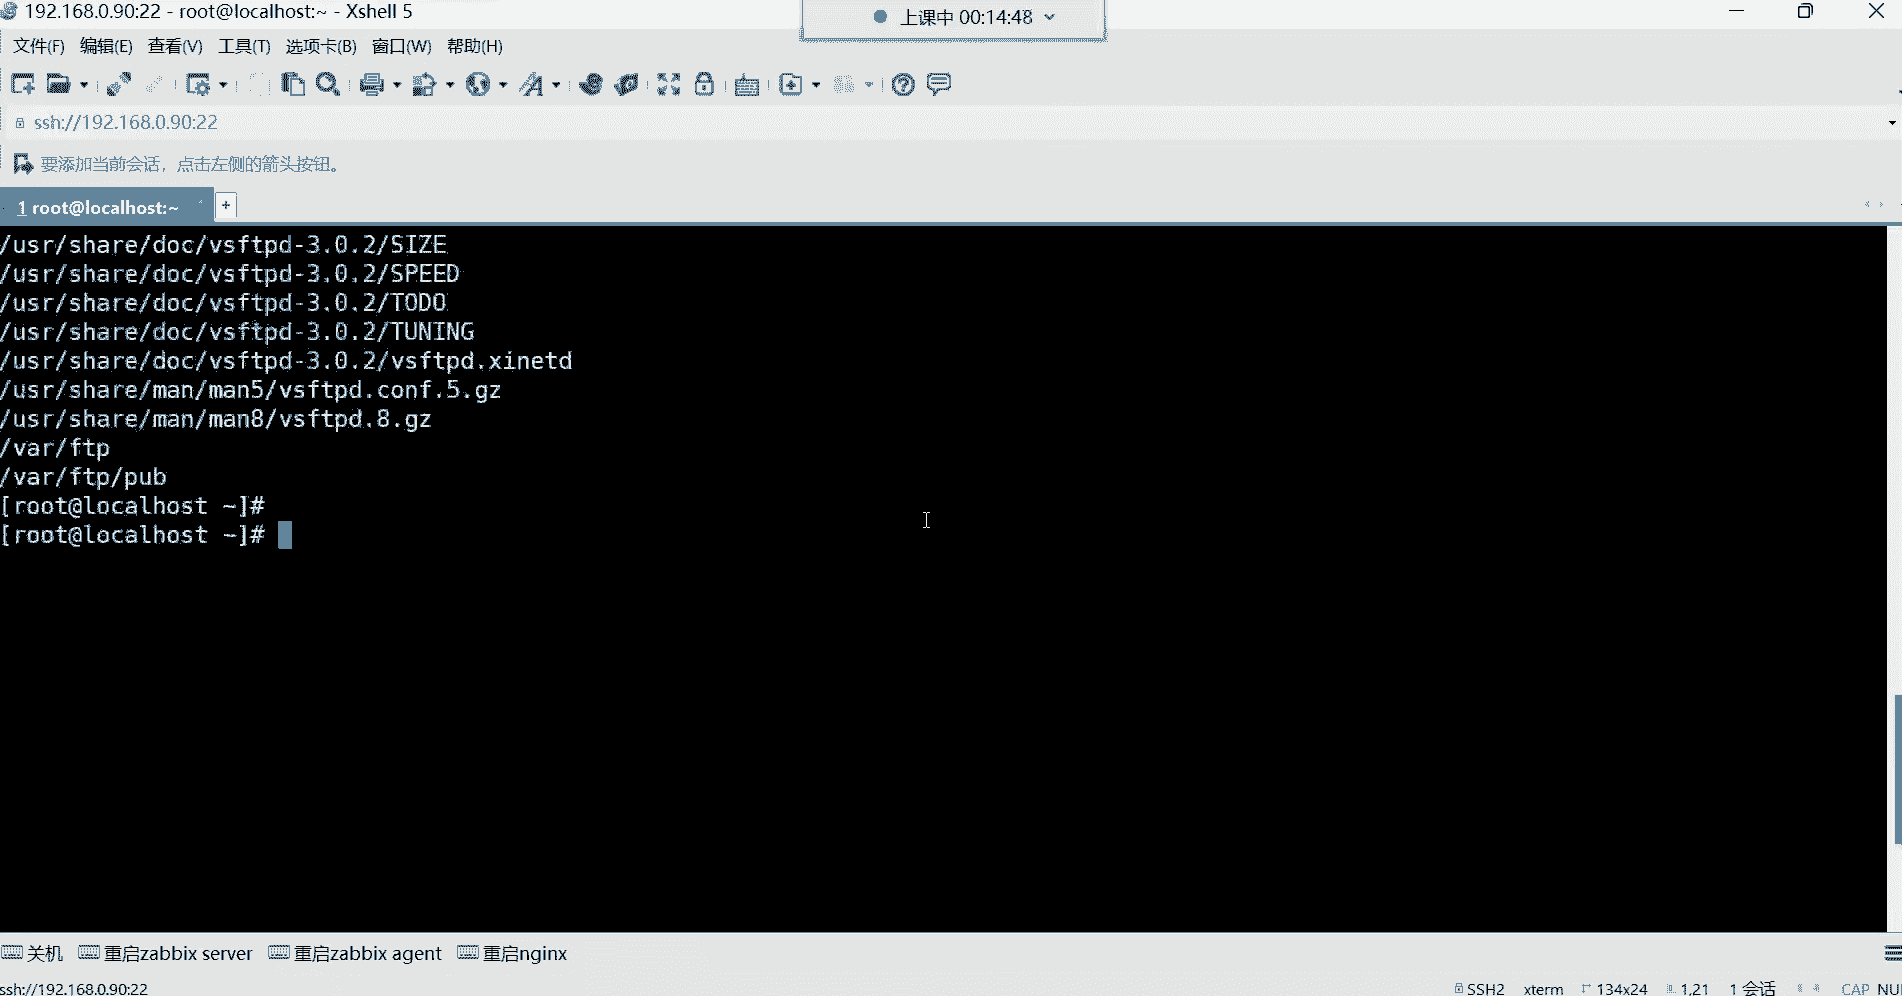 192.168.0.90:22 - root@localhost:~ - Xshell 5
上课中 00:14:48
文件(F) 编辑(E) 查看(V) 工具(T) 选项卡(B) 窗口(W) 帮助(H)
ssh://192.168.0.90:22
要添加当前会话，点击左侧的箭头按钮。
1 root@localhost:~ +
/usr/share/doc/vsftpd-3.0.2/SIZE
/usr/share/doc/vsftpd-3.0.2/SPEED
/usr/share/doc/vsftpd-3.0.2/TODO
/usr/share/doc/vsftpd-3.0.2/TUNING
/usr/share/doc/vsftpd-3.0.2/vsftpd.xinetd
/usr/share/man/man5/vsftpd.conf.5.gz
/usr/share/man/man8/vsftpd.8.gz
/var/ftp
/var/ftp/pub
[root@localhost ~]#
[root@localhost ~]#
关机 重启zabbix server 重启zabbix agent 重启nginx
ssh://192.168.0.90:22 SSH2 xterm 134x24 1,21 1 会话 CAP NU